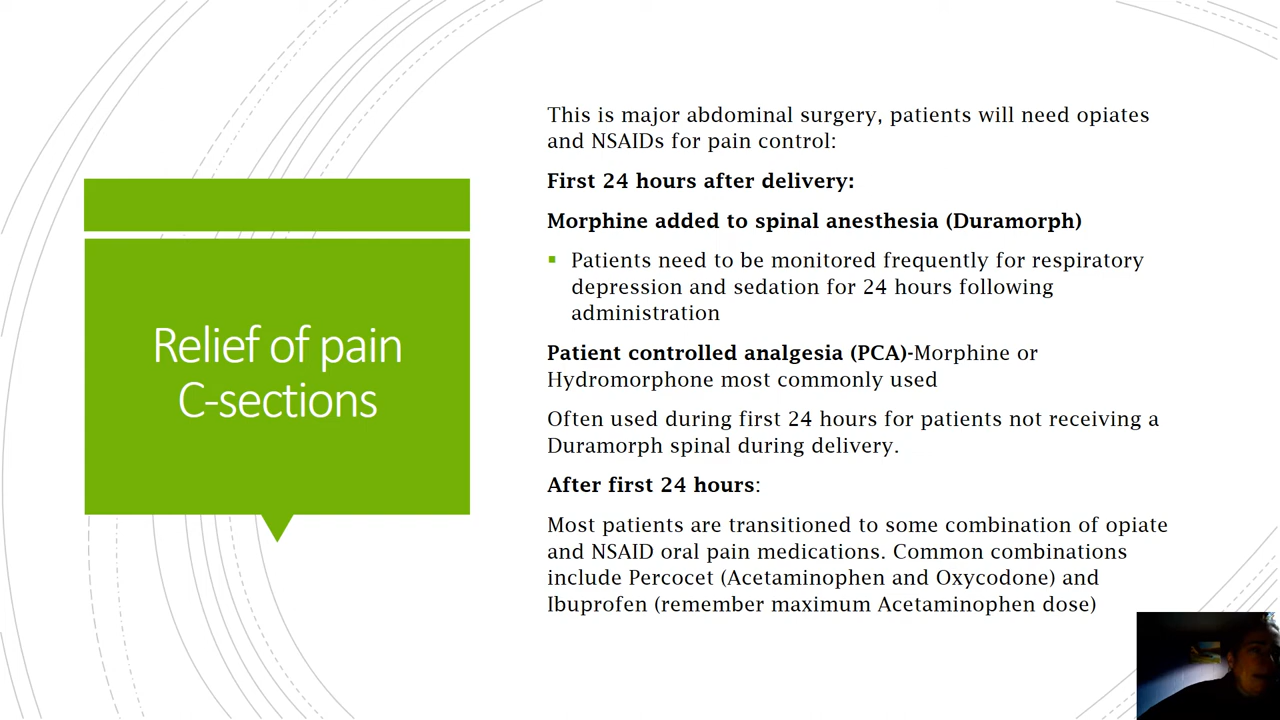 Relief of pain
C-sections
This is major abdominal surgery, patients will need opiates
and NSAIDs for pain control:
First 24 hours after delivery:
Morphine added to spinal anesthesia (Duramorph)
Patients need to be monitored frequently for respiratory
depression and sedation for 24 hours following
administration
Patient controlled analgesia (PCA)-Morphine or
Hydromorphone most commonly used
Often used during first 24 hours for patients not receiving a
Duramorph spinal during delivery.
After first 24 hours:
Most patients are transitioned to some combination of opiate
and NSAID oral pain medications. Common combinations
include Percocet (Acetaminophen and Oxycodone) and
Ibuprofen (remember maximum Acetaminophen dose)